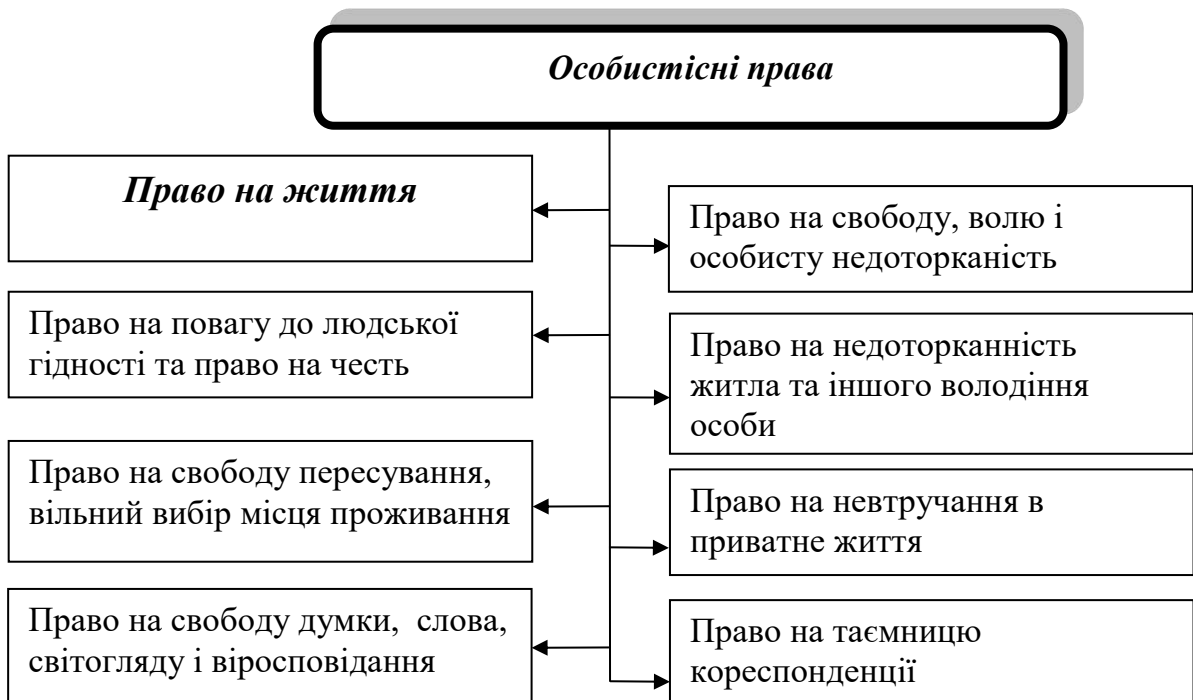 Особистісні права
Право на життя
Право на свободу, волю і
особисту недоторканість
Право на повагу до людської
гідності та право на честь
Право на недоторканність
житла та іншого володіння
особи
Право на свободу пересування,
вільний вибір місця проживання
Право на невтручання в
приватне життя
Право на свободу думки, слова,
світогляду і віросповідання
Право на таємницю
кореспонденції